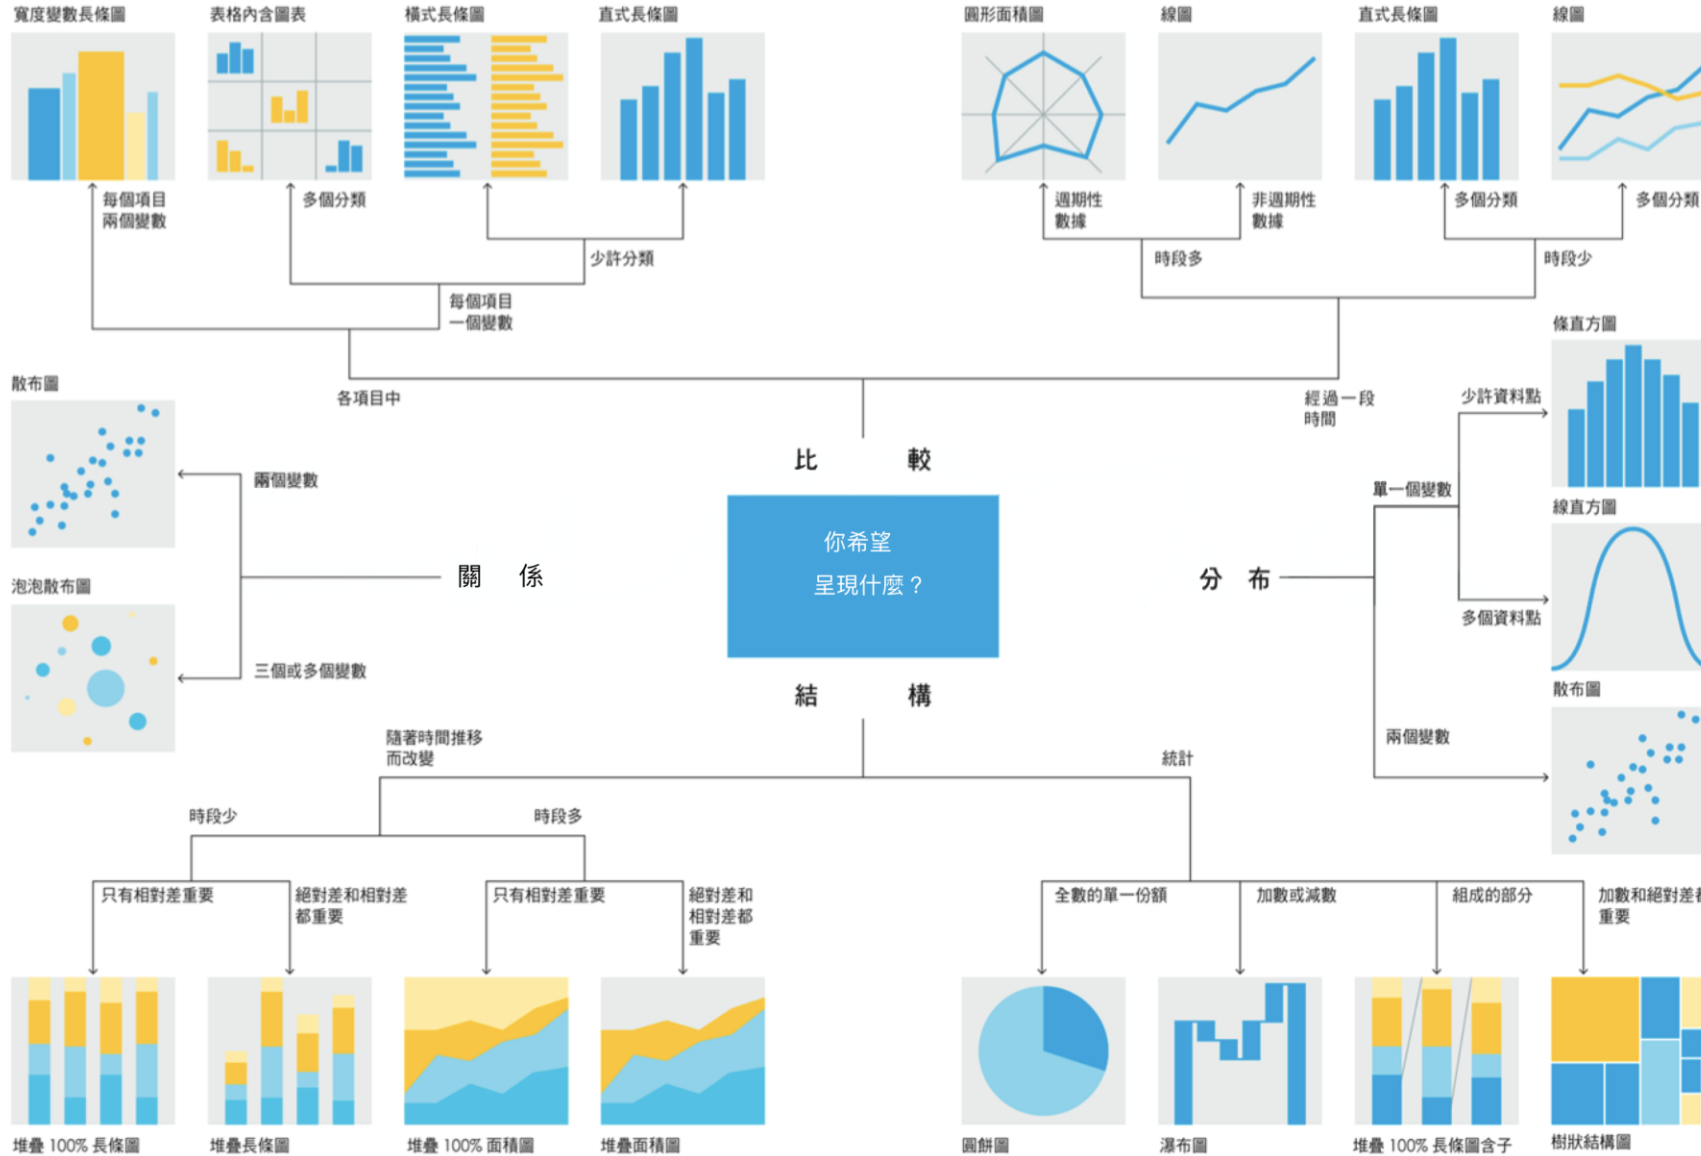 寬度變數長條圖
表格內含圖表
橫式長條圖
直式長條圖
圓形面積圖
線圖
直式長條圖
線圖
每個項目
兩個變數
多個分類
少許分類
每個項目
一個變數
週期性
數據
非週期性
數據
多個分類
多個分類
時段多
時段少
各項目中
經過一段
時間
比 較
散布圖
兩個變數
泡泡散布圖
三個或多個變數
關 係
你希望
呈現什麼？
分 布
條直方圖
少許資料點
單一個變數
線直方圖
多個資料點
散布圖
兩個變數
結 構
隨著時間推移
而改變
統計
時段少
時段多
只有相對差重要
絕對差和相對差
都重要
只有相對差重要
絕對差和
相對差都
重要
全數的單一份額
加數或減數
組成的部分
加數和絕對差都
重要
堆疊 100% 長條圖
堆疊長條圖
堆疊 100% 面積圖
堆疊面積圖
圓餅圖
瀑布圖
堆疊 100% 長條圖含子
樹狀結構圖